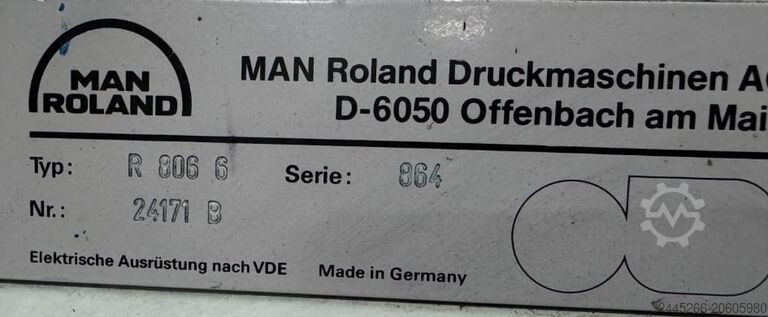 MAN
ROLAND
MAN Roland Druckmaschinen AG
D-6050 Offenbach am Mai
Typ: R 806 6 Serie: 864
Nr.: 24171 B
Elektrische Ausrüstung nach VDE Made in Germany
2445266-20605980